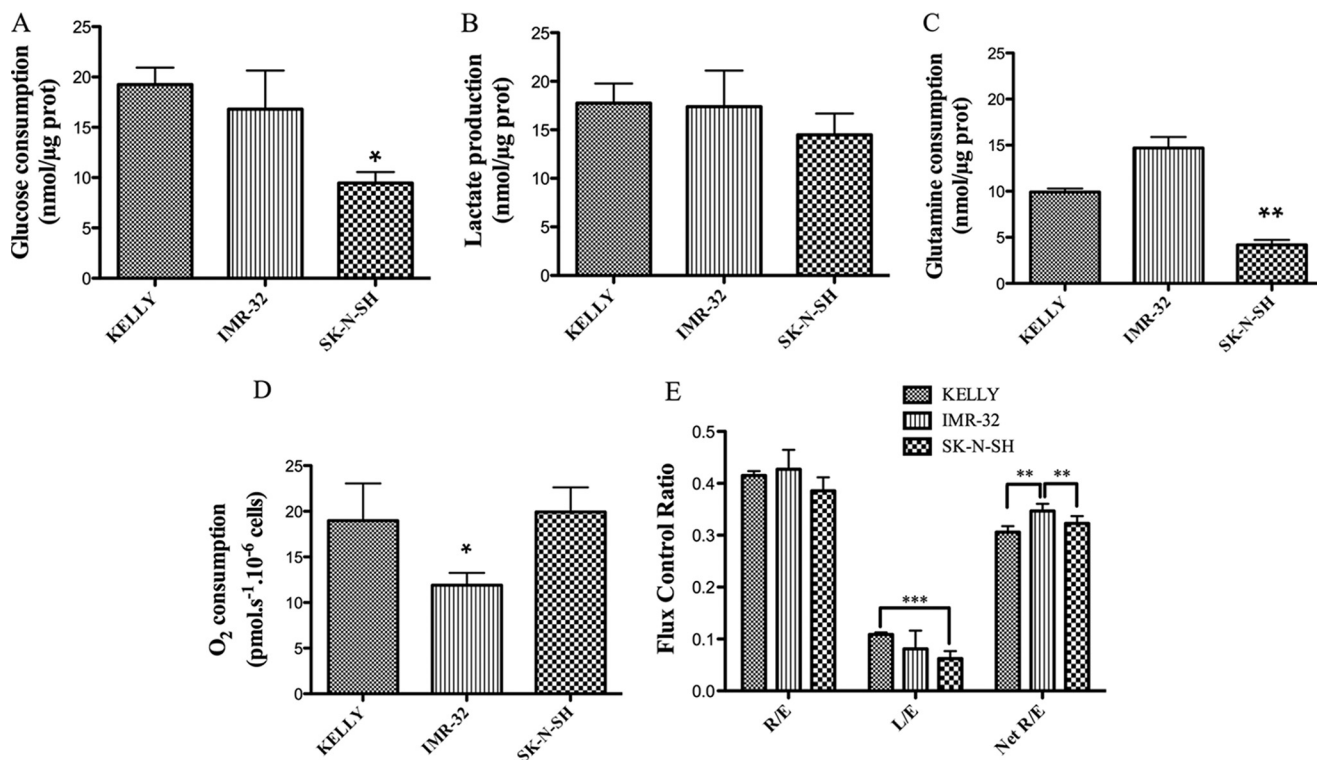 A
Glucose consumption
(nmol/µg prot)
25
20
15
10
5
0
*
KELLY
IMR-32
SK-N-SH
B
Lactate production
(nmol/µg prot)
25
20
15
10
5
0
KELLY
IMR-32
SK-N-SH
C
Glutamine consumption
(nmol/µg prot)
25
20
15
10
5
0
**
KELLY
IMR-32
SK-N-SH
D
O₂ consumption
(pmol.s⁻¹.10⁻⁶ cells)
25
20
15
10
5
0
*
KELLY
IMR-32
SK-N-SH
E
KELLY
IMR-32
SK-N-SH
Flux Control Ratio
0.5
0.4
0.3
0.2
0.1
0.0
***
** **
R/E
L/E
Net R/E